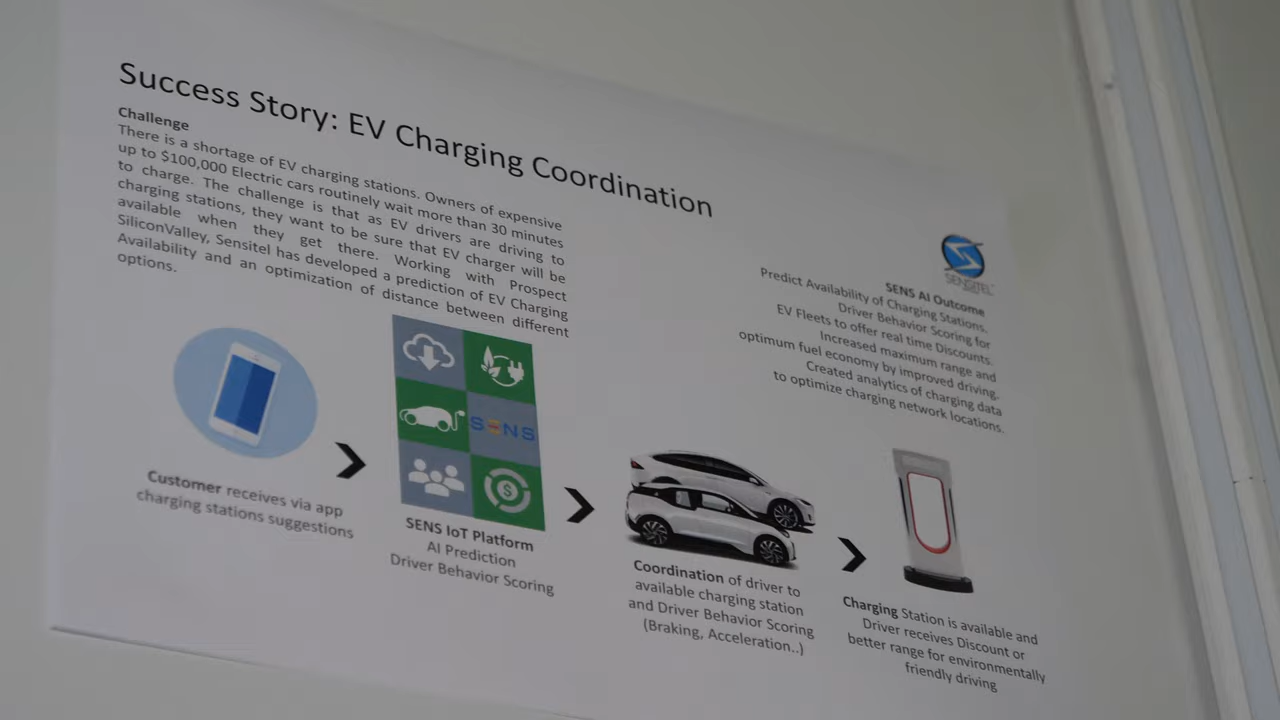 Success Story: EV Charging Coordination
Challenge
There is a shortage of EV charging stations. Owners of expensive
up to $100,000 Electric cars routinely wait more than 30 minutes
to charge. The challenge is that as EV drivers are driving to
charging stations, they want to be sure that EV charger will be
available when they get there. Working with Prospect
SiliconValley, Sensitel has developed a prediction of EV Charging
Availability and an optimization of distance between different
options.
SENSITEL
SENS AI Outcome
Predict Availability of Charging Stations.
Driver Behavior Scoring for
EV Fleets to offer real time Discounts.
Increased maximum range and
optimum fuel economy by improved driving.
Created analytics of charging data
to optimize charging network locations.
SENS
$
Customer receives via app
charging stations suggestions
SENS IoT Platform
AI Prediction
Driver Behavior Scoring
Coordination of driver to
available charging station
and Driver Behavior Scoring
(Braking, Acceleration..)
Charging Station is available and
Driver receives Discount or
better range for environmentally
friendly driving